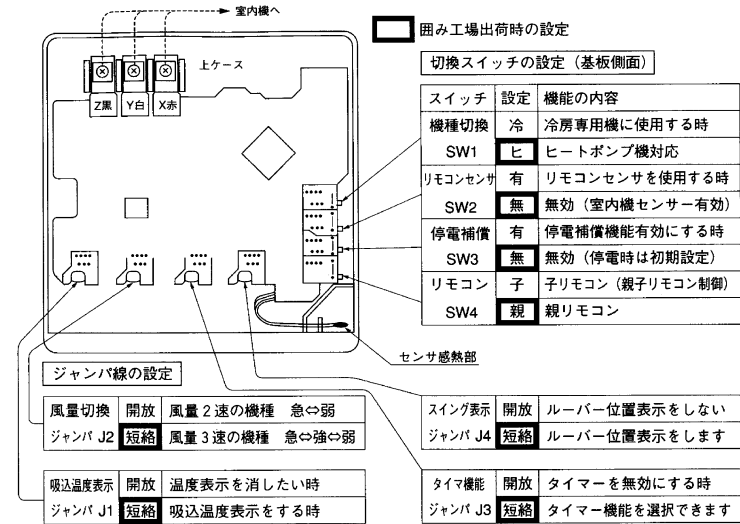 室内機へ
囲み工場出荷時の設定
上ケース
Z黒 Y白 X赤
切換スイッチの設定（基板側面）
スイッチ 設定 機能の内容
機種切換 冷 冷房専用機に使用する時
SW1 ヒ ヒートポンプ機対応
リモコンセンサ 有 リモコンセンサを使用する時
SW2 無 無効（室内機センサー有効）
停電補償 有 停電補償機能有効にする時
SW3 無 無効（停電時は初期設定）
リモコン 子 子リモコン（親子リモコン制御）
SW4 親 親リモコン
センサ感熱部
ジャンパ線の設定
風量切換 開放 風量2速の機種 急⇔弱
ジャンパ J2 短絡 風量3速の機種 急⇔強⇔弱
スイング表示 開放 ルーバー位置表示をしない
ジャンパ J4 短絡 ルーバー位置表示をします
吸込温度表示 開放 温度表示を消したい時
ジャンパ J1 短絡 吸込温度表示をする時
タイマ機能 開放 タイマーを無効にする時
ジャンパ J3 短絡 タイマー機能を選択できます